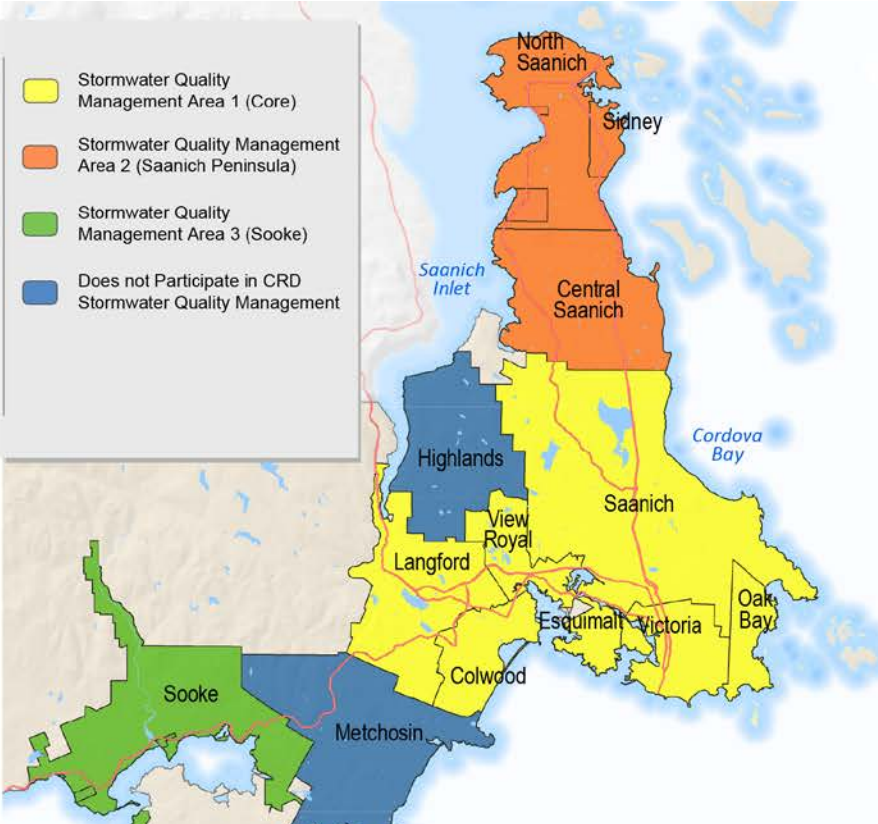 Stormwater Quality
Management Area 1 (Core)
Stormwater Quality Management
Area 2 (Saanich Peninsula)
Stormwater Quality
Management Area 3 (Sooke)
Does not Participate in CRD
Stormwater Quality Management
North
Saanich
Sidney
Saanich
Inlet
Central
Saanich
Cordova
Bay
Highlands
Saanich
View
Royal
Langford
Oak
Bay
Esquimalt
Victoria
Colwood
Sooke
Metchosin